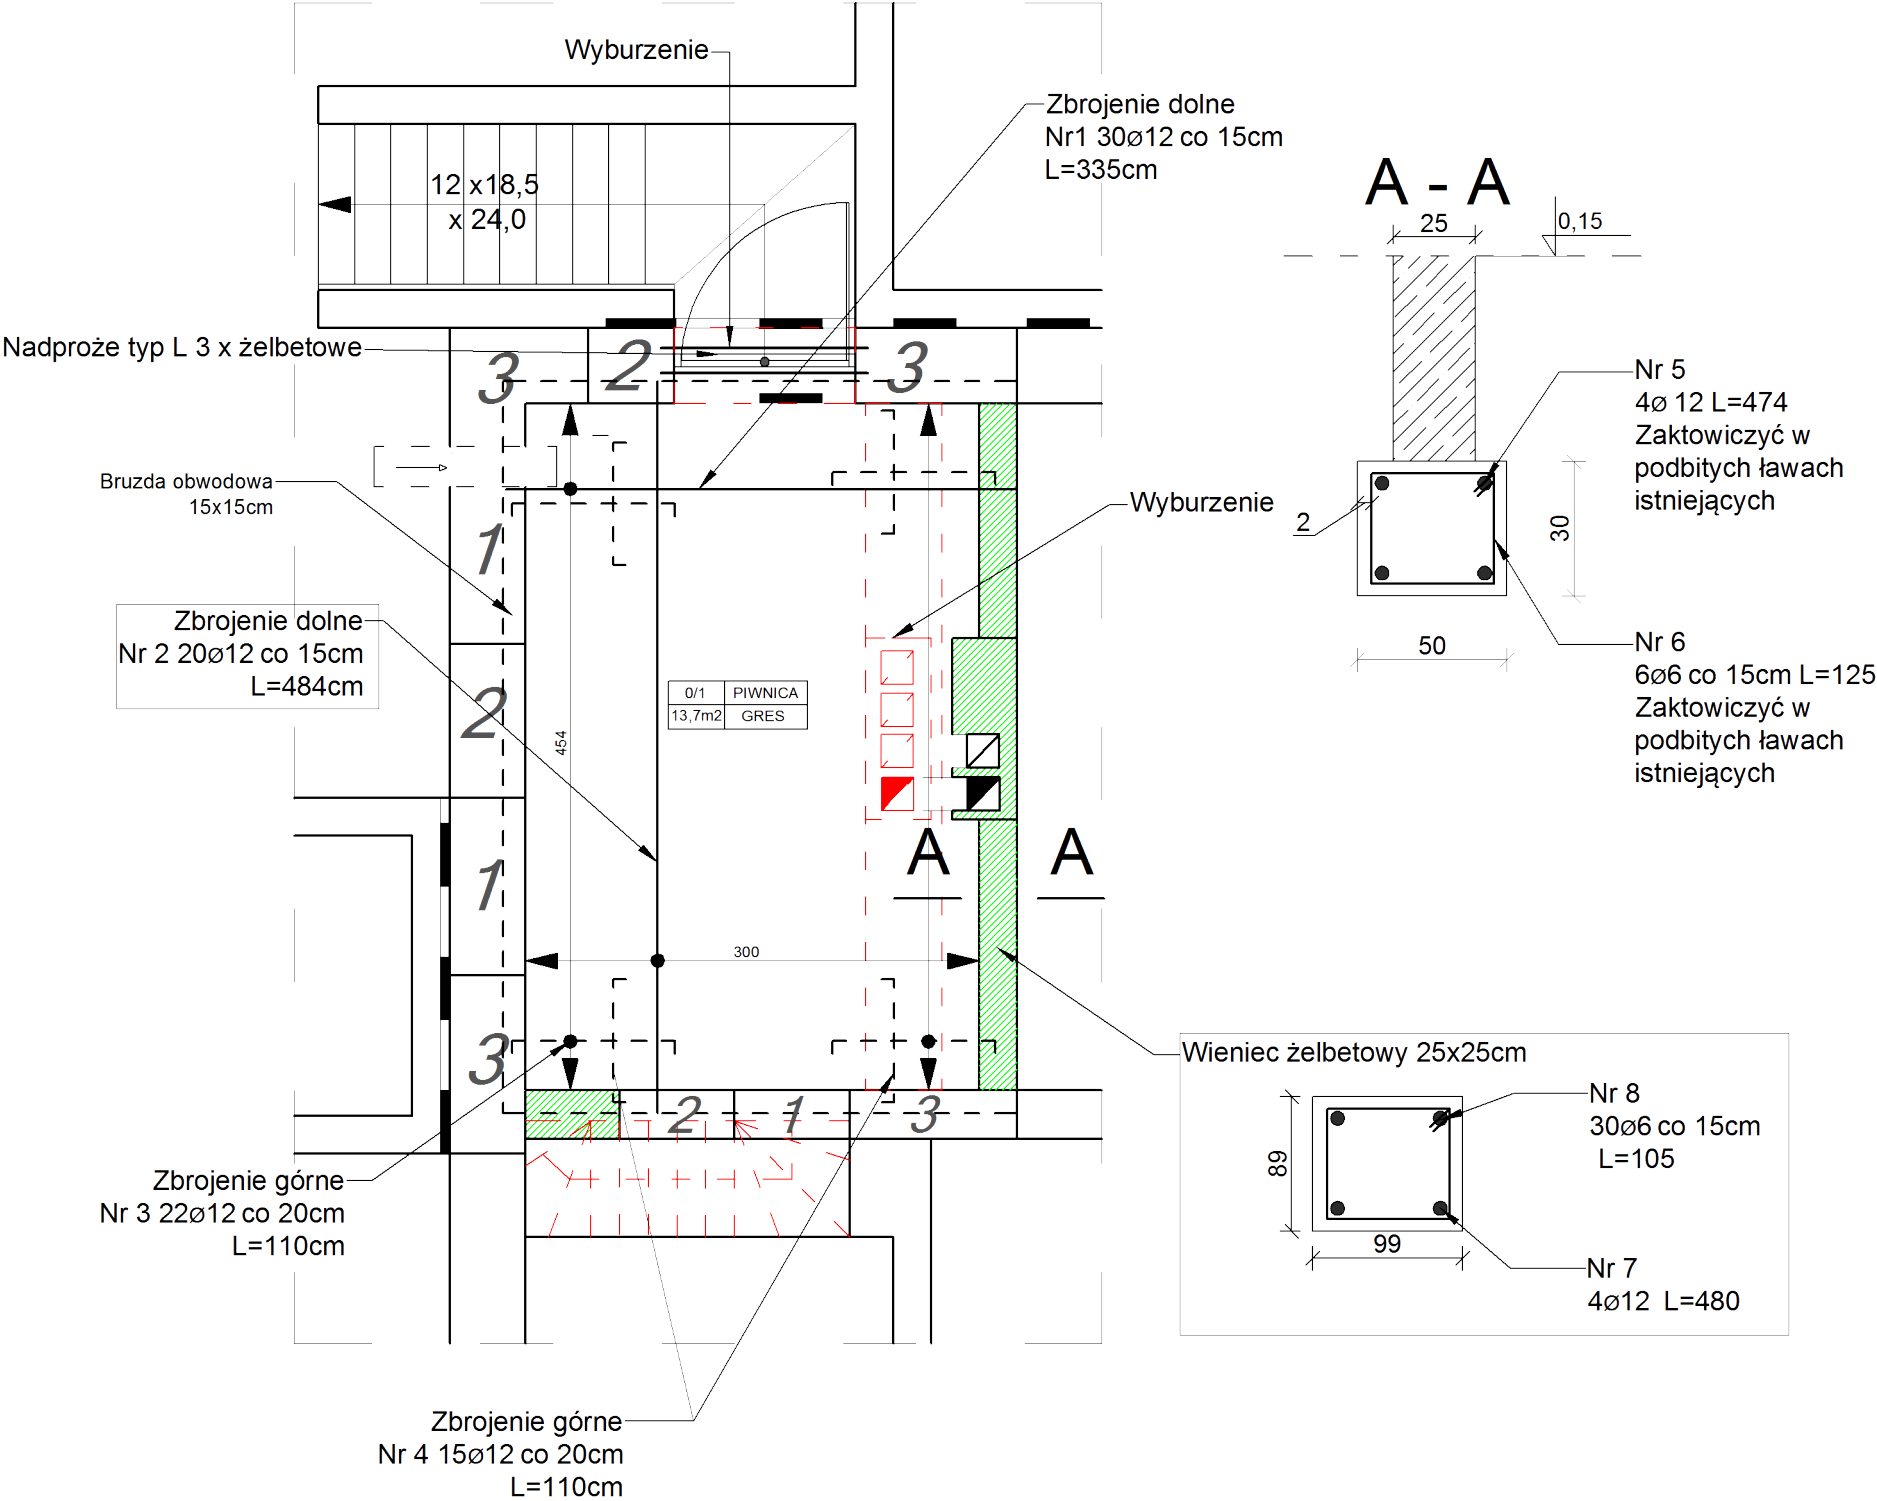 Wyburzenie
Zbrojenie dolne
Nr1 30ø12 co 15cm
L=335cm
12 x18,5
x 24,0
A - A
25
0,15
Nadproże typ L 3 x żelbetowe
3
2
3
Nr 5
4ø 12 L=474
Zaktowiczyć w
podbitych ławach
istniejących
Bruzda obwodowa
15x15cm
Wyburzenie
2
30
1
Zbrojenie dolne
Nr 2 20ø12 co 15cm
L=484cm
50
Nr 6
6ø6 co 15cm L=125
Zaktowiczyć w
podbitych ławach
istniejących
0/1 PIWNICA
13,7m2 GRES
2
454
1
A A
300
3
Wieniec żelbetowy 25x25cm
Nr 8
30ø6 co 15cm
L=105
89
99
Nr 7
4ø12 L=480
2 1 3
Zbrojenie górne
Nr 3 22ø12 co 20cm
L=110cm
Zbrojenie górne
Nr 4 15ø12 co 20cm
L=110cm